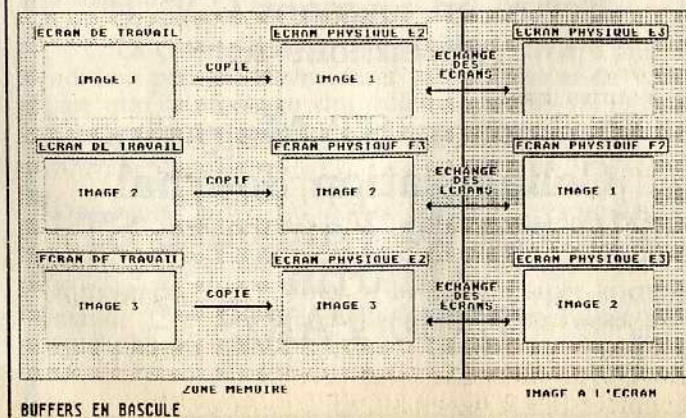 ECRAN DE TRAVAIL
ECRAN PHYSIQUE E2
ECRAN PHYSIQUE E3
IMAGE 1
COPIE
IMAGE 1
ECHANGE
DES
ECRANS
ECRAN DE TRAVAIL
ECRAN PHYSIQUE E3
ECRAN PHYSIQUE E2
IMAGE 2
COPIE
IMAGE 2
ECHANGE
DES
ECRANS
IMAGE 1
ECRAN DE TRAVAIL
ECRAN PHYSIQUE E2
ECRAN PHYSIQUE E3
IMAGE 3
COPIE
IMAGE 3
ECHANGE
DES
ECRANS
IMAGE 2
ZONE MEMOIRE
IMAGE A L'ECRAN
BUFFERS EN BASCULE